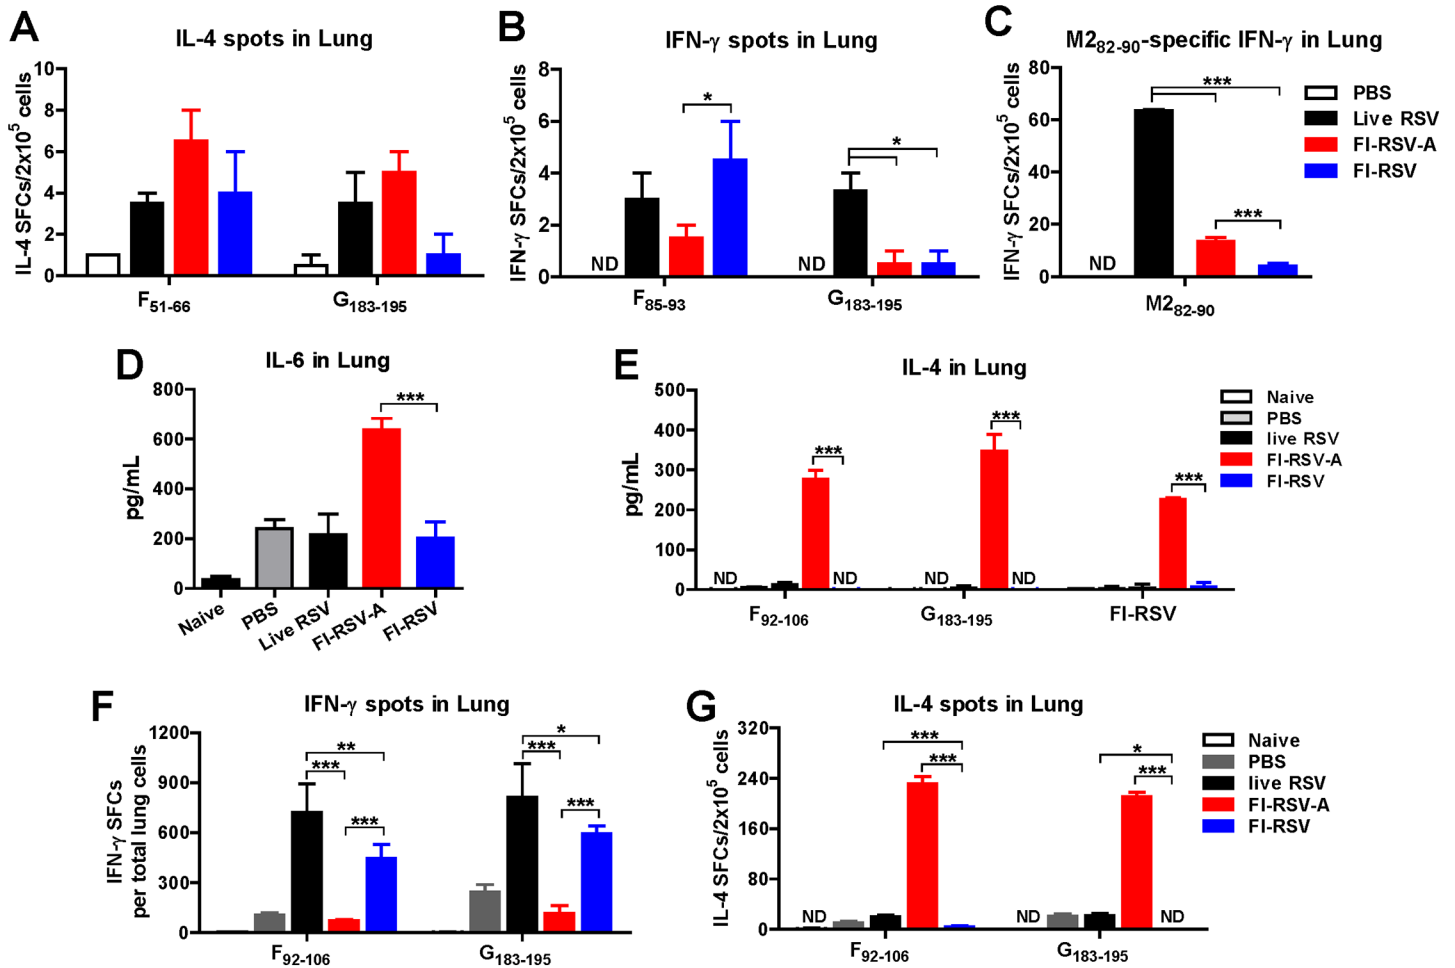 A
IL-4 spots in Lung
IL-4 SFCs/2x10⁵ cells
10
8
6
4
2
0
F₅₁₋₆₆
G₁₈₃₋₁₉₅
B
IFN-γ spots in Lung
IFN-γ SFCs/2x10⁵ cells
8
6
4
2
0
ND
*
ND
*
F₈₅₋₉₃
G₁₈₃₋₁₉₅
C
M2₈₂₋₉₀-specific IFN-γ in Lung
IFN-γ SFCs/2x10⁵ cells
80
60
40
20
0
ND
***
***
M2₈₂₋₉₀
PBS
Live RSV
FI-RSV-A
FI-RSV
D
IL-6 in Lung
pg/mL
800
600
400
200
0
***
Naive
PBS
Live RSV
FI-RSV-A
FI-RSV
E
IL-4 in Lung
pg/mL
500
400
300
200
100
0
ND
***
ND
ND
***
ND
***
F₉₂₋₁₀₆
G₁₈₃₋₁₉₅
FI-RSV
Naive
PBS
live RSV
FI-RSV-A
FI-RSV
F
IFN-γ spots in Lung
IFN-γ SFCs
per total lung cells
1200
900
600
300
0
**
***
***
*
***
***
F₉₂₋₁₀₆
G₁₈₃₋₁₉₅
G
IL-4 spots in Lung
IL-4 SFCs/2x10⁵ cells
320
240
160
80
0
ND
***
***
ND
*
***
ND
F₉₂₋₁₀₆
G₁₈₃₋₁₉₅
Naive
PBS
live RSV
FI-RSV-A
FI-RSV